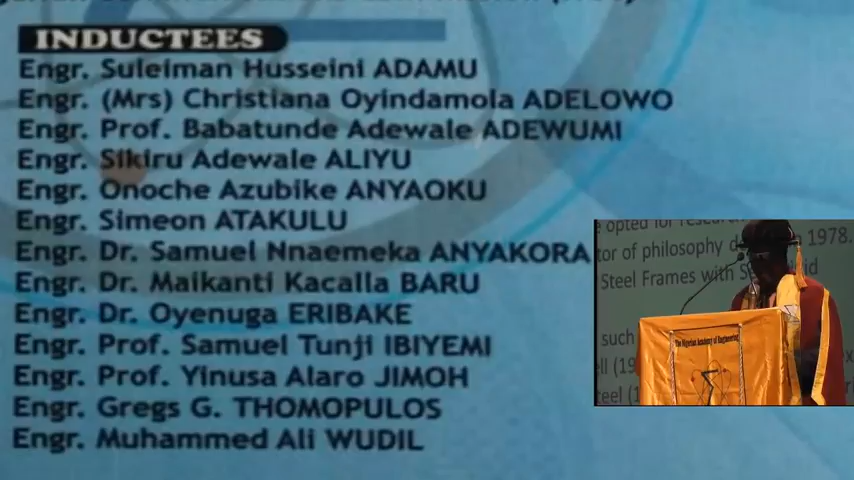 INDUCTEES
Engr. Suleiman Husseini ADAMU
Engr. (Mrs) Christiana Oyindamola ADELOWO
Engr. Prof. Babatunde Adewale ADEWUMI
Engr. Sikiru Adewale ALIYU
Engr. Onoche Azubike ANYAOKU
Engr. Simeon ATAKULU
Engr. Dr. Samuel Nnaemeka ANYAKORA
Engr. Dr. Maikanti Kacalla BARU
Engr. Dr. Oyenuga ERIBAKE
Engr. Prof. Samuel Tunji IBIYEMI
Engr. Prof. Yinusa Alaro JIMOH
Engr. Gregs G. THOMOPULOS
Engr. Muhammed Ali WUDIL
opted for
tor of philosophy 1978.
Steel Frames with
such
The Nigerian Academy of Engineering